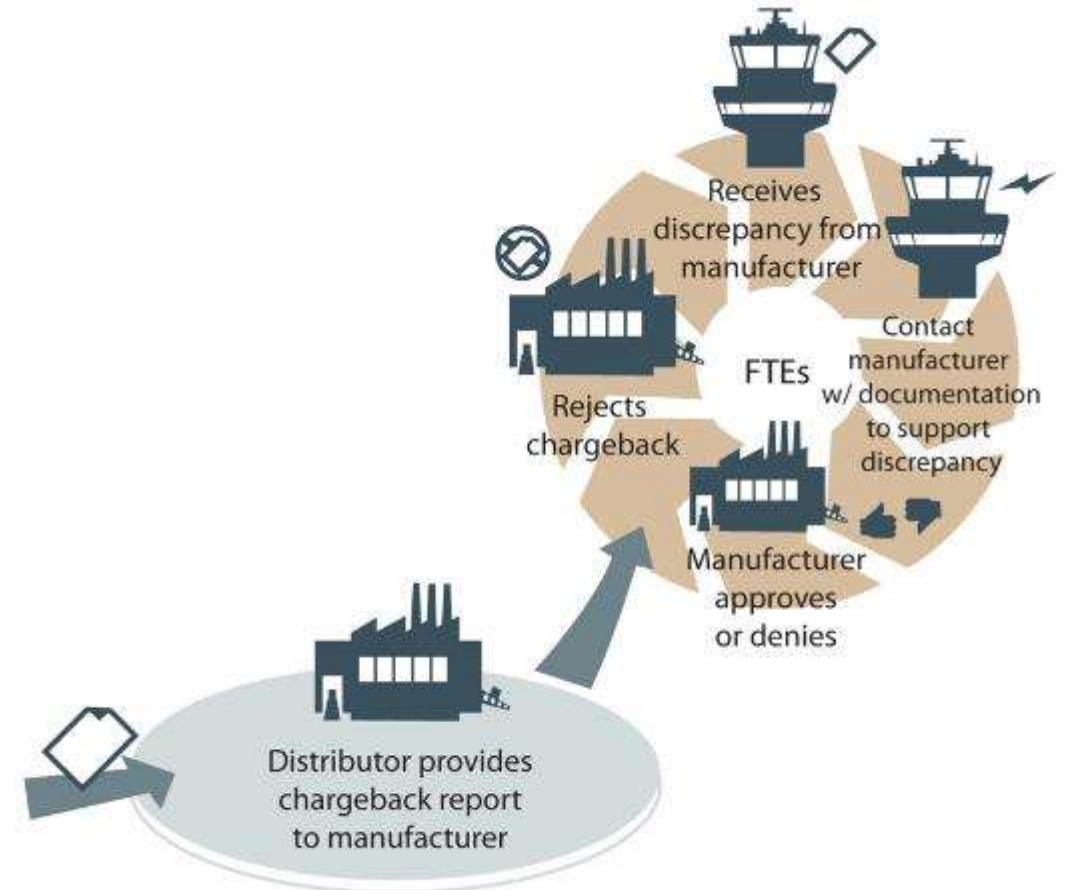 Receives
discrepancy from
manufacturer
Contact
manufacturer
w/ documentation
to support
discrepancy
FTEs
Rejects
chargeback
Manufacturer
approves
or denies
Distributor provides
chargeback report
to manufacturer